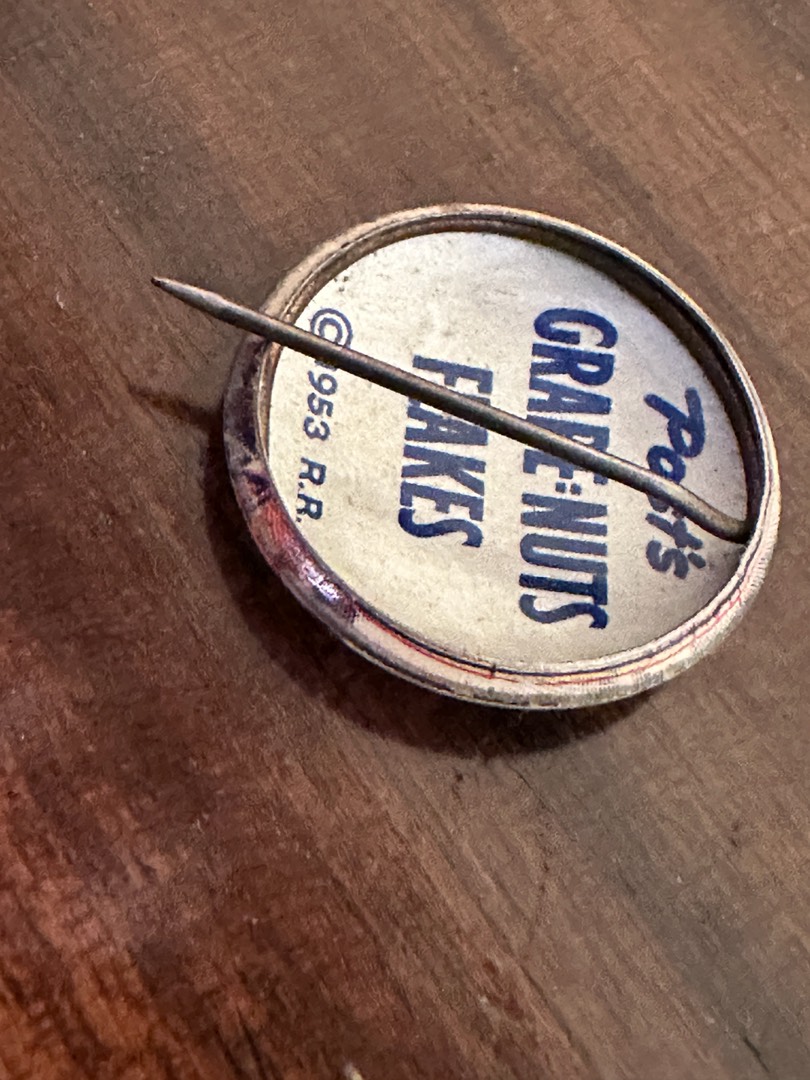 Post's
GRAPE-NUTS
FLAKES
©1953 R.R.